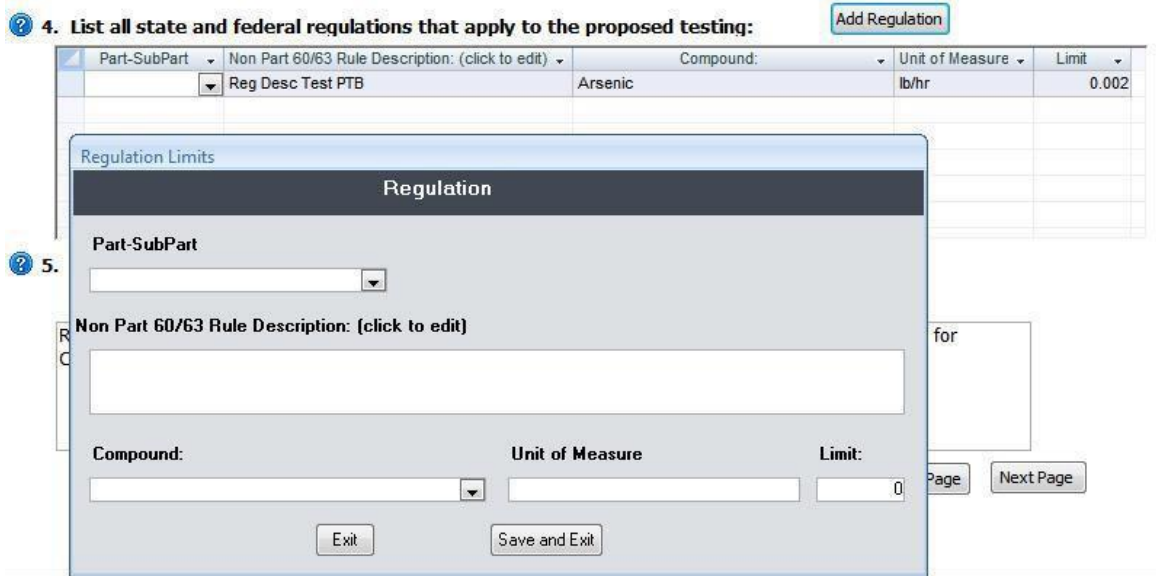 4. List all state and federal regulations that apply to the proposed testing:
Add Regulation
Part-SubPart Non Part 60/63 Rule Description: (click to edit) Compound: Unit of Measure Limit
Reg Desc Test PTB Arsenic lb/hr 0.002
Regulation Limits
Regulation
Part-SubPart
5.
Non Part 60/63 Rule Description: (click to edit)
R for
C
Compound: Unit of Measure Limit:
0
Page Next Page
Exit Save and Exit